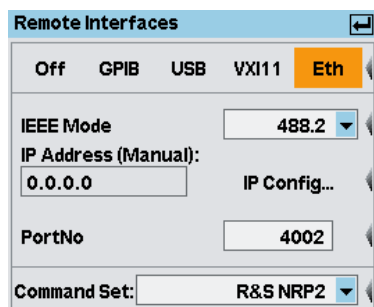 Remote Interfaces
Off GPIB USB VXI11 Eth
IEEE Mode 488.2
IP Address (Manual):
0.0.0.0 IP Config...
PortNo 4002
Command Set: R&S NRP2